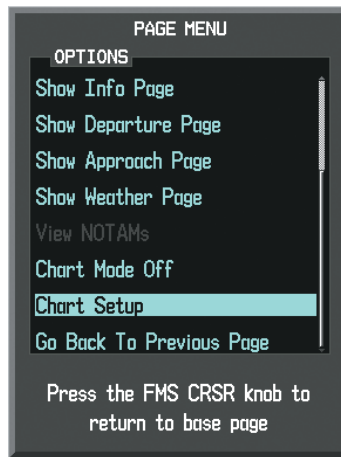 PAGE MENU
OPTIONS
Show Info Page
Show Departure Page
Show Approach Page
Show Weather Page
View NOTAMs
Chart Mode Off
Chart Setup
Go Back To Previous Page
Press the FMS CRSR knob to
return to base page